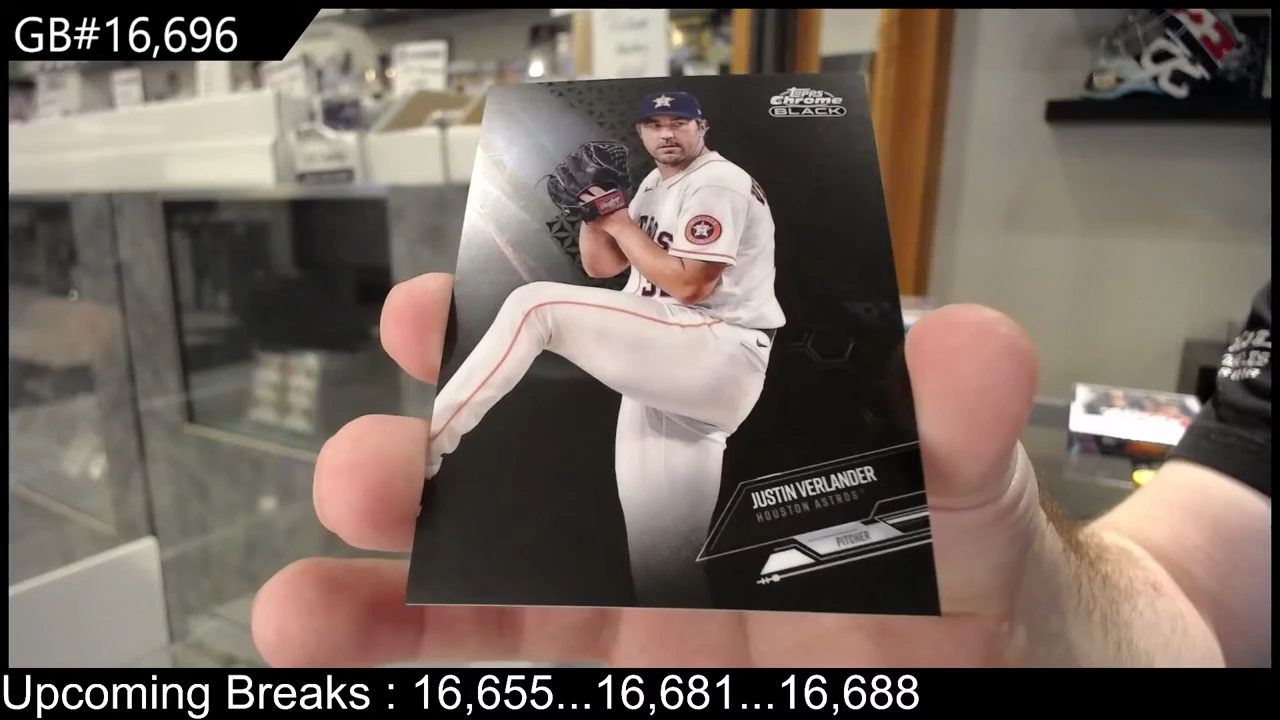 GB#16,696
Topps
Chrome
BLACK
JUSTIN VERLANDER
HOUSTON ASTROS
PITCHER
Upcoming Breaks : 16,655...16,681...16,688